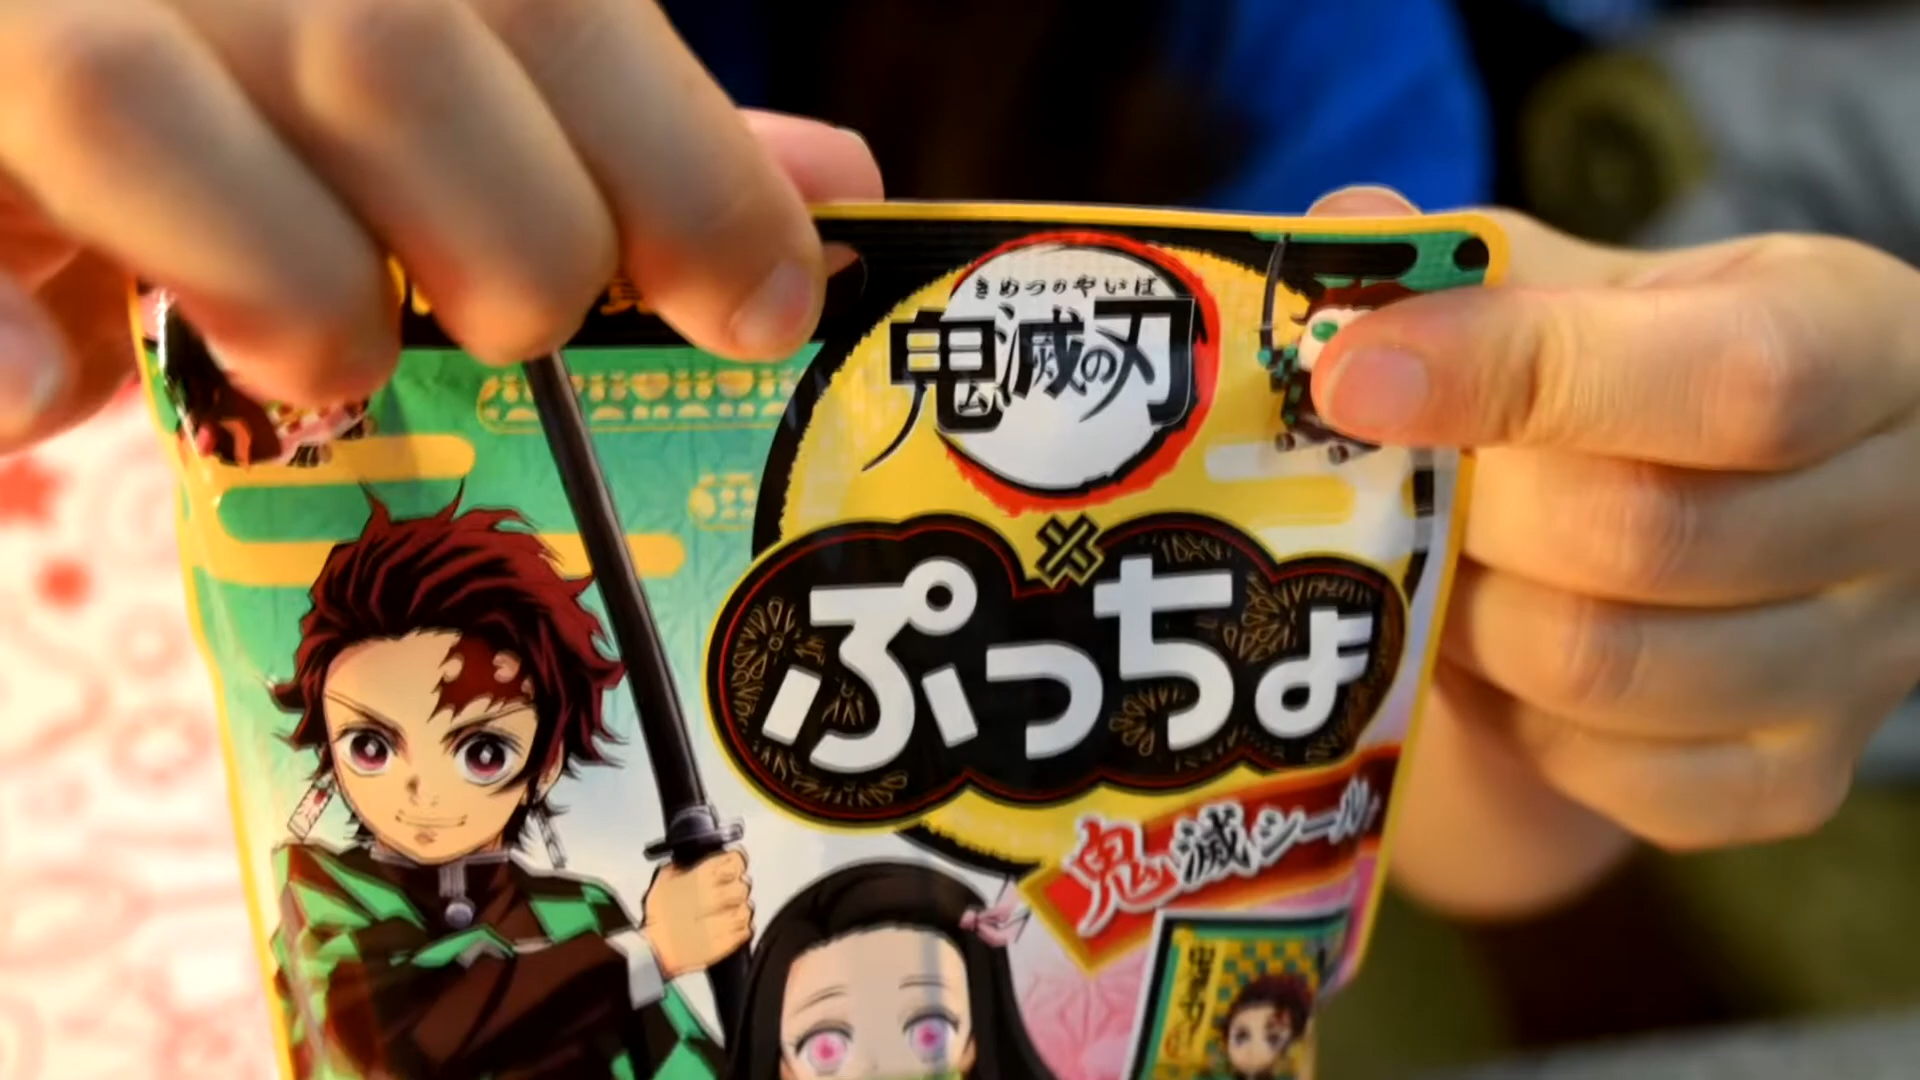 きめつのやいば
鬼滅の刃
×
ぷっちょ
鬼滅シール